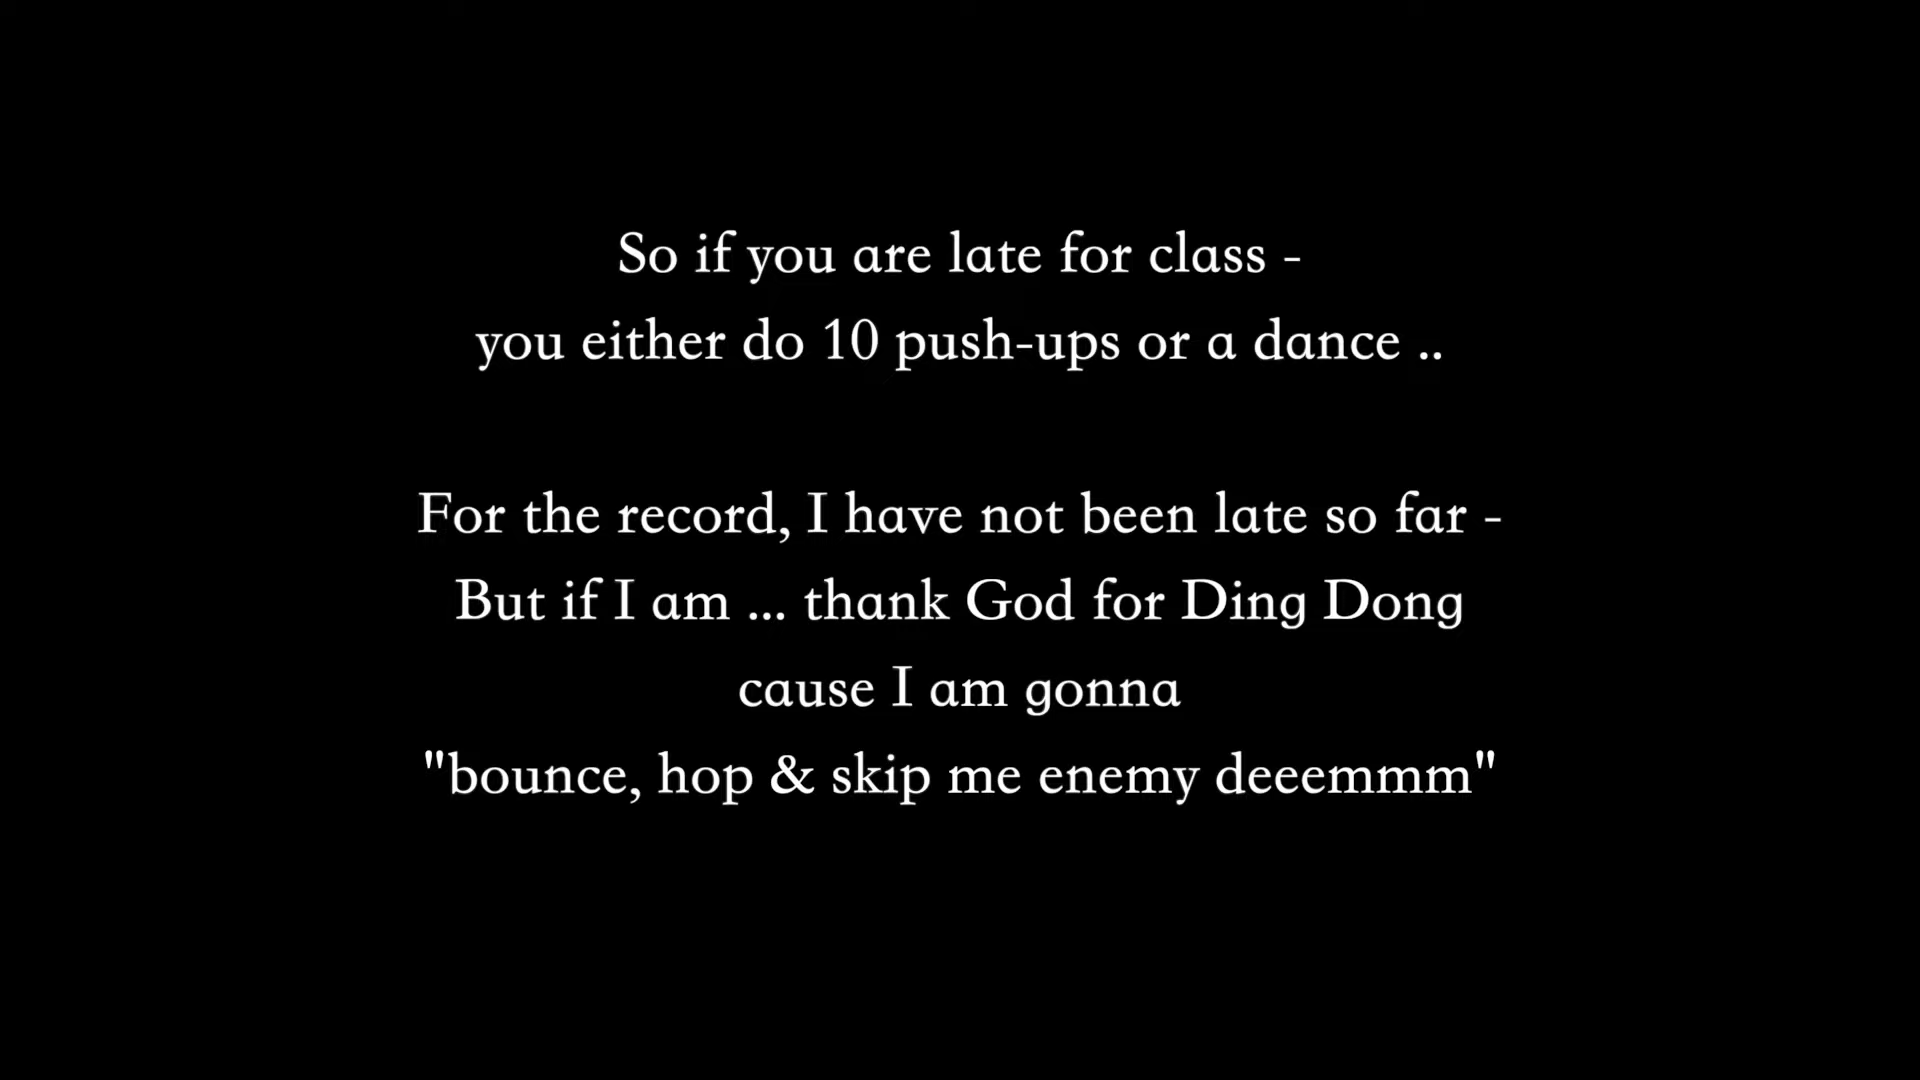 So if you are late for class -
you either do 10 push-ups or a dance ..
For the record, I have not been late so far -
But if I am ... thank God for Ding Dong
cause I am gonna
"bounce, hop & skip me enemy deeemmm"